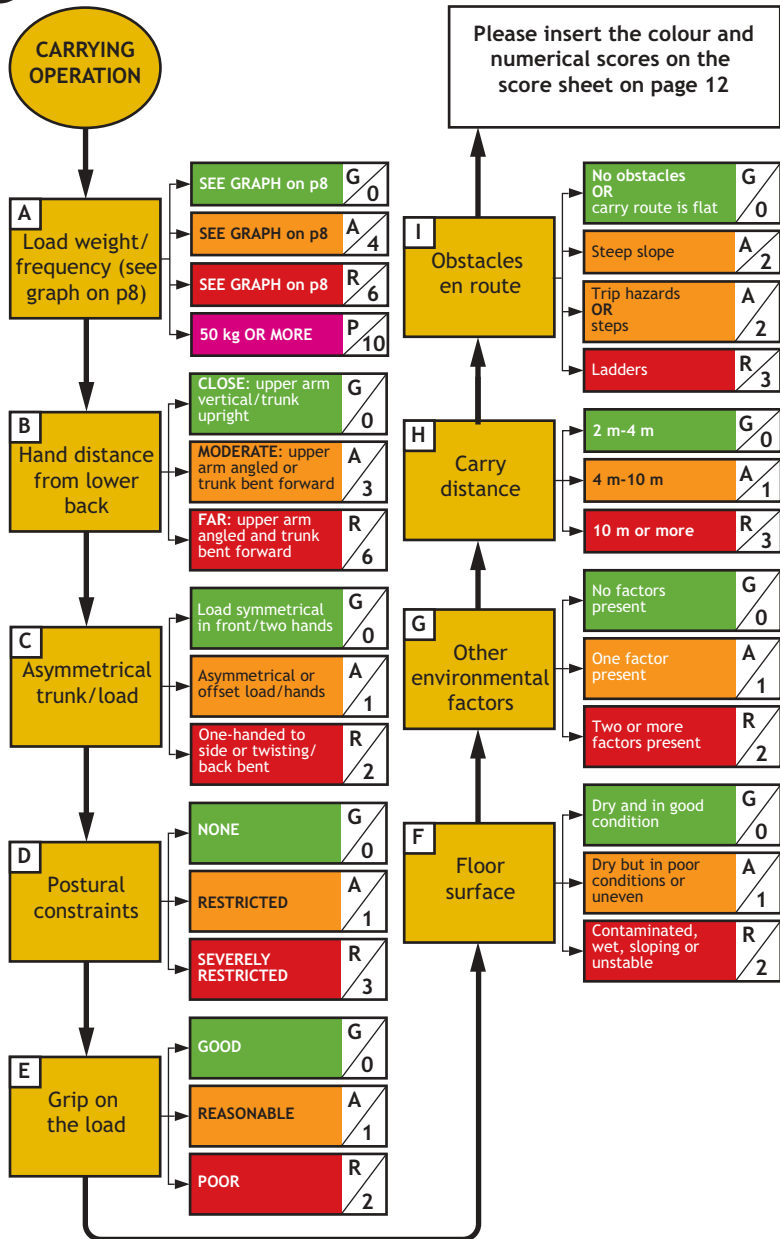 CARRYING
OPERATION
A
Load weight/
frequency (see
graph on p8)
SEE GRAPH on p8
G
0
SEE GRAPH on p8
A
4
SEE GRAPH on p8
R
6
50 kg OR MORE
P
10
B
Hand distance
from lower
back
CLOSE: upper arm
vertical/trunk
upright
G
0
MODERATE: upper
arm angled or
trunk bent forward
A
3
FAR: upper arm
angled and trunk
bent forward
R
6
C
Asymmetrical
trunk/load
Load symmetrical
in front/two hands
G
0
Asymmetrical or
offset load/hands
A
1
One-handed to
side or twisting/
back bent
R
2
D
Postural
constraints
NONE
G
0
RESTRICTED
A
1
SEVERELY
RESTRICTED
R
3
E
Grip on
the load
GOOD
G
0
REASONABLE
A
1
POOR
R
2
F
Floor
surface
Dry and in good
condition
G
0
Dry but in poor
conditions or
uneven
A
1
Contaminated,
wet, sloping or
unstable
R
2
G
Other
environmental
factors
No factors
present
G
0
One factor
present
A
1
Two or more
factors present
R
2
H
Carry
distance
2 m-4 m
G
0
4 m-10 m
A
1
10 m or more
R
3
I
Obstacles
en route
No obstacles
OR
carry route is flat
G
0
Steep slope
A
2
Trip hazards
OR
steps
A
2
Ladders
R
3
Please insert the colour and
numerical scores on the
score sheet on page 12